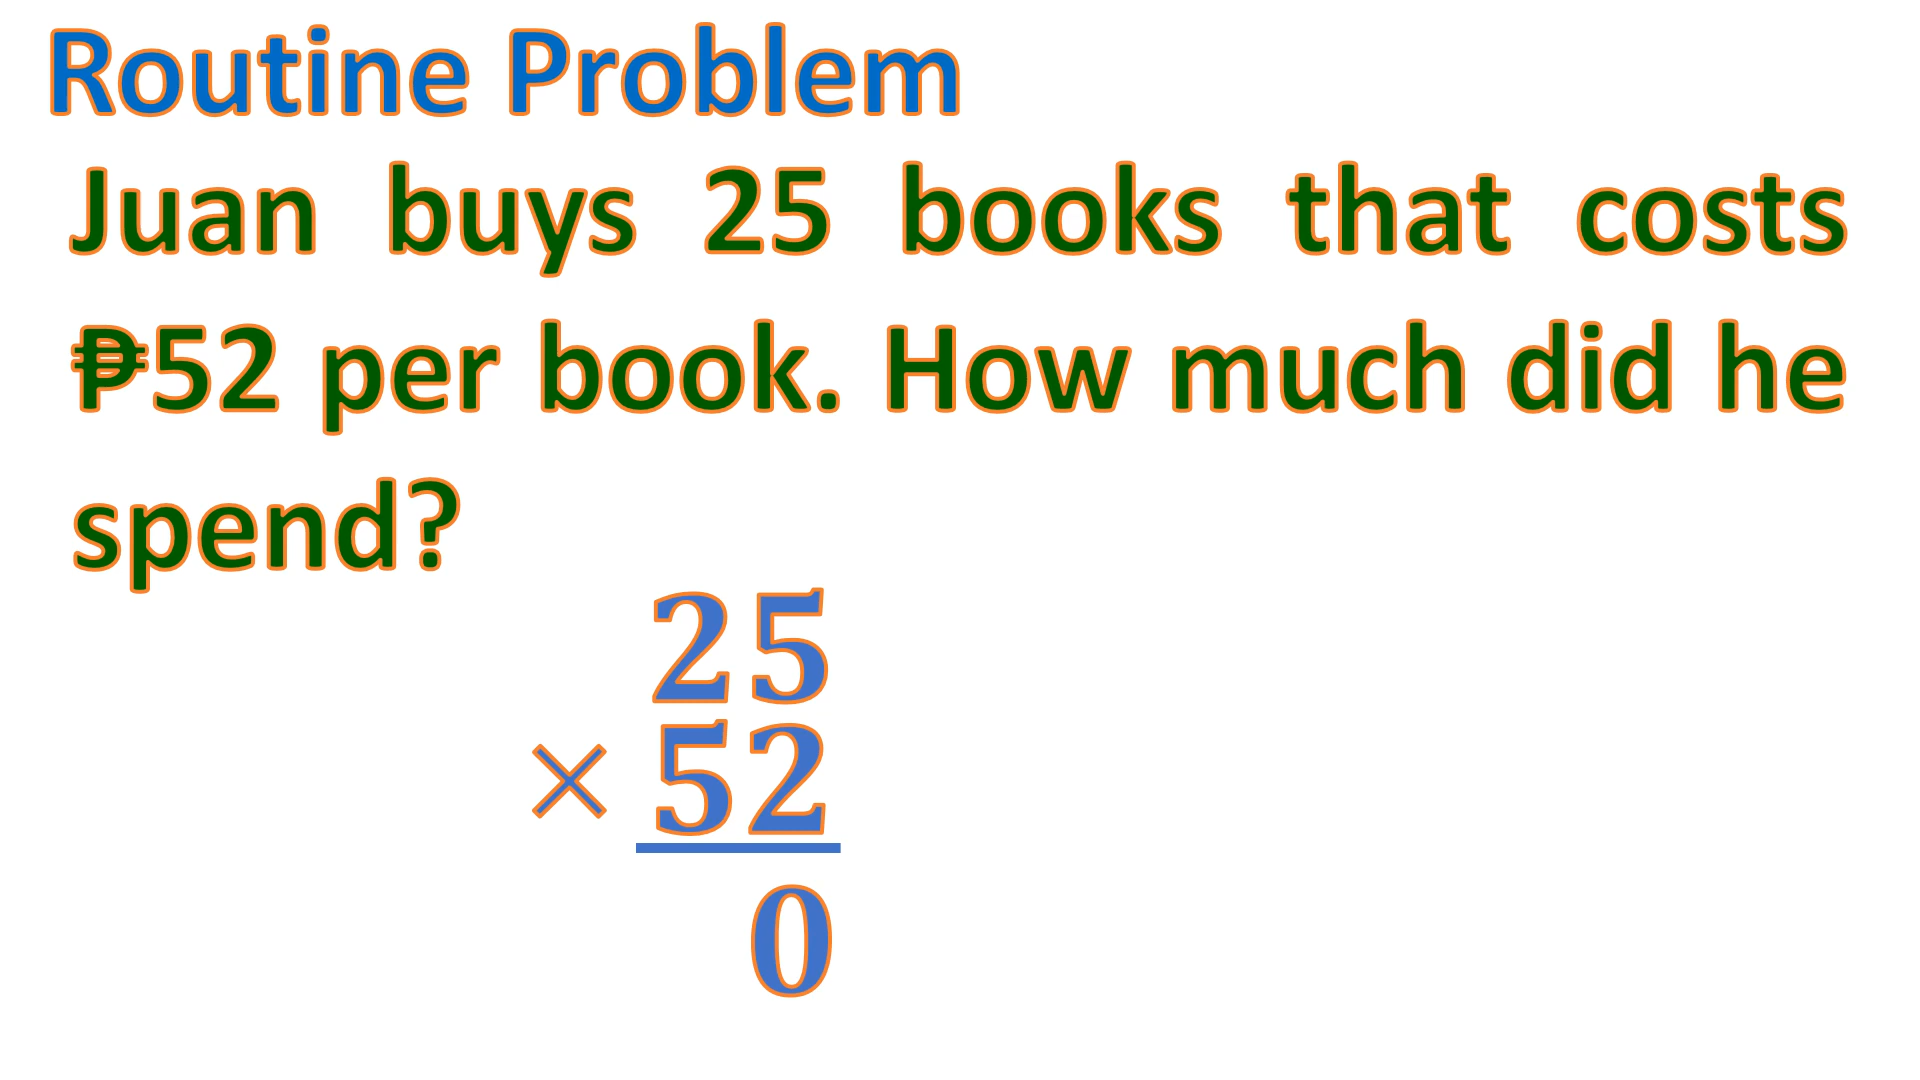 Routine Problem
Juan buys 25 books that costs
₱52 per book. How much did he
spend?
25
× 52
0